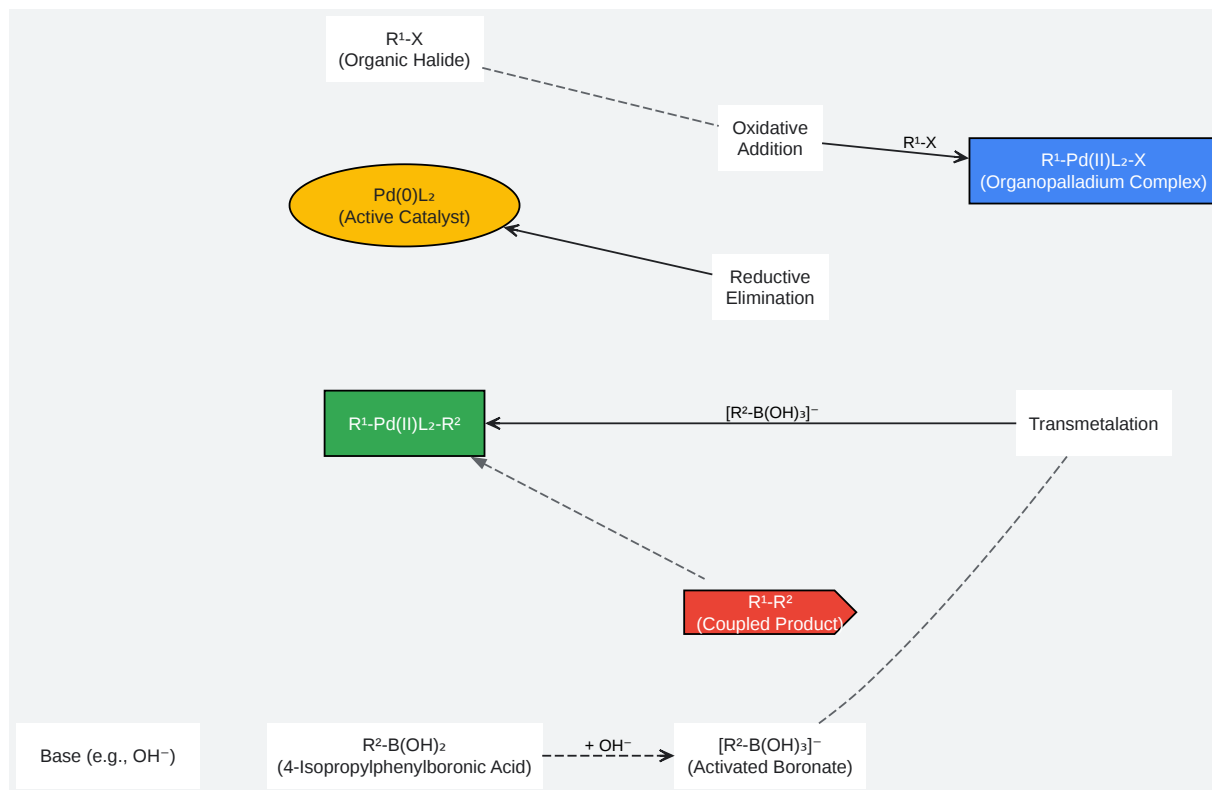 R¹-X
(Organic Halide)
Oxidative
Addition
R¹-X
R¹-Pd(II)L₂-X
(Organopalladium Complex)
Pd(0)L₂
(Active Catalyst)
Reductive
Elimination
R¹-Pd(II)L₂-R²
[R²-B(OH)₃]⁻
Transmetalation
R¹-R²
(Coupled Product)
Base (e.g., OH⁻)
R²-B(OH)₂
(4-Isopropylphenylboronic Acid)
+ OH⁻
[R²-B(OH)₃]⁻
(Activated Boronate)